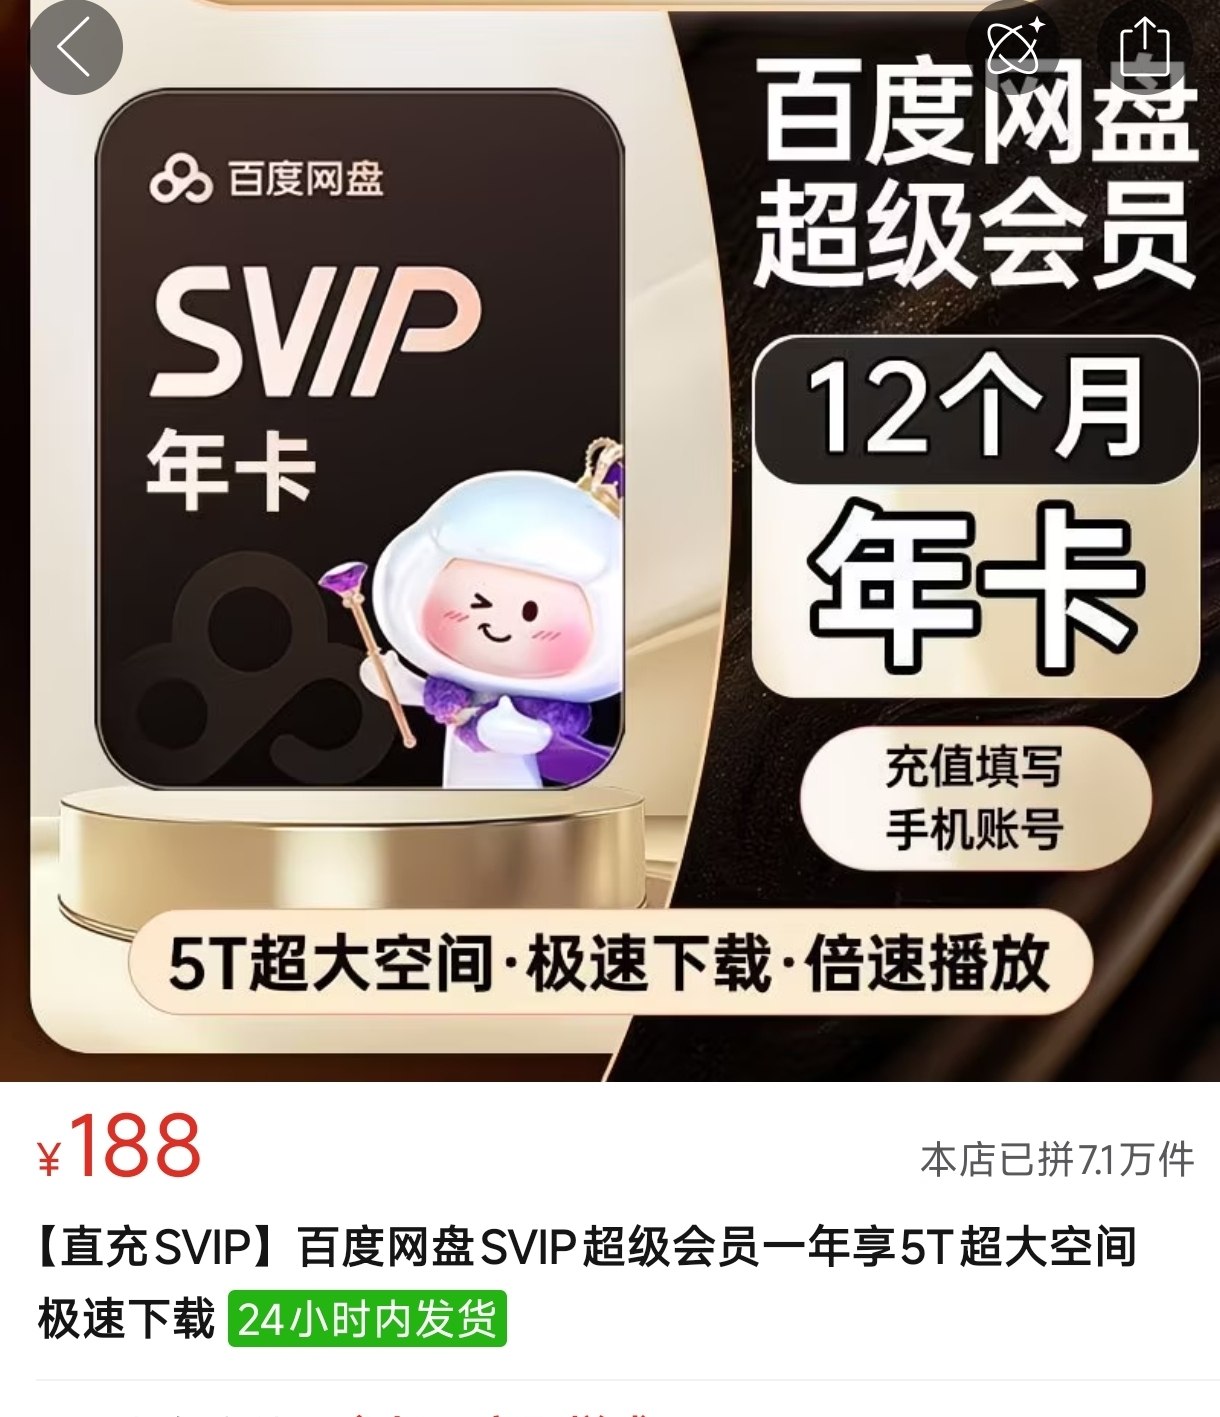 百度网盘
SVIP
年卡
百度网盘
超级会员
12个月
年卡
充值填写
手机账号
5T超大空间·极速下载·倍速播放
¥188
本店已拼7.1万件
【直充SVIP】百度网盘SVIP超级会员一年享5T超大空间
极速下载 24小时内发货